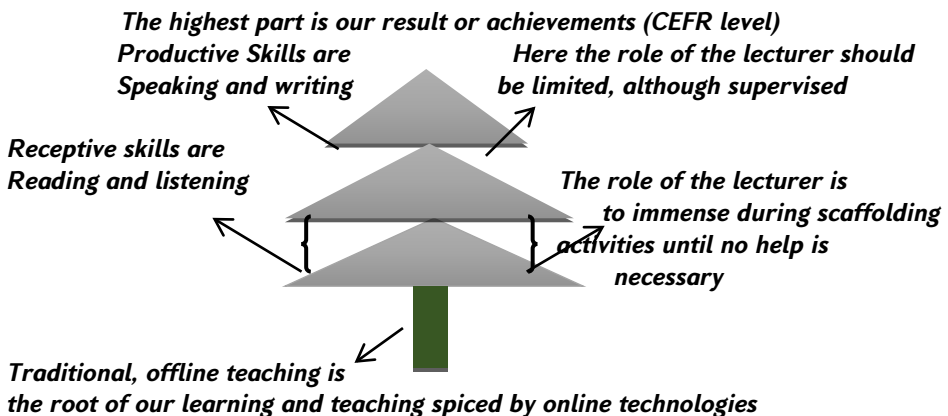 The highest part is our result or achievements (CEFR level)
Productive Skills are
Speaking and writing
Here the role of the lecturer should
be limited, although supervised
Receptive skills are
Reading and listening
The role of the lecturer is
to immense during scaffolding
activities until no help is
necessary
Traditional, offline teaching is
the root of our learning and teaching spiced by online technologies